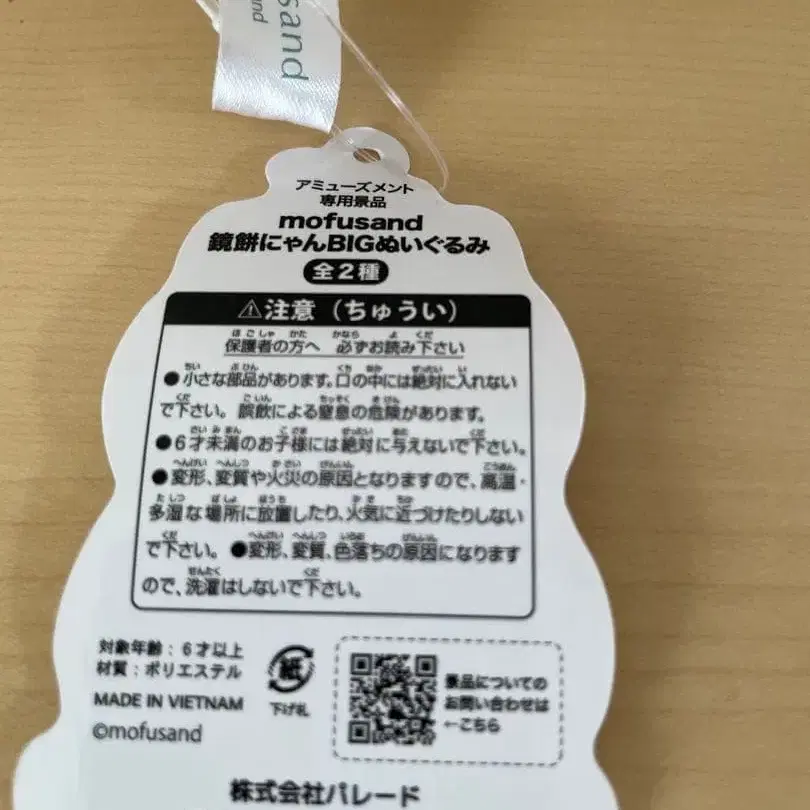 sand
and
アミューズメント
専用景品
mofusand
鏡餅にゃんBIGぬいぐるみ
全2種
⚠注意（ちゅうい）
保護者の方へ 必ずお読み下さい
●小さな部品があります。口の中には絶対に入れない
で下さい。誤飲による窒息の危険があります。
●6才未満のお子様には絶対に与えないで下さい。
●変形、変質や火災の原因となりますので、高温・
多湿な場所に放置したり、火気に近づけたりしない
で下さい。●変形、変質、色落ちの原因になります
ので、洗濯はしないで下さい。
対象年齢：6才以上
材質：ポリエステル
MADE IN VIETNAM
©mofusand
紙
下げ札
景品についての
お問い合わせは
←こちら
株式会社パレード